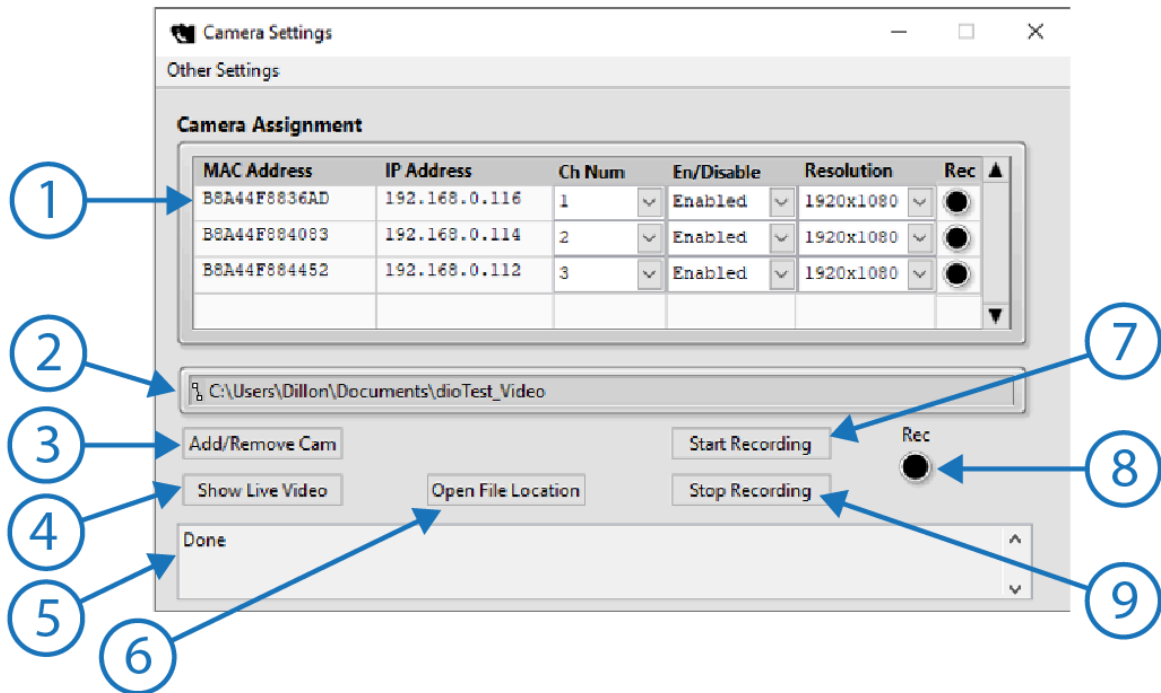 Camera Settings
Other Settings
Camera Assignment
MAC Address IP Address Ch Num En/Disable Resolution Rec
1 B8A44F8836AD 192.168.0.116 1 Enabled 1920x1080
B8A44F884083 192.168.0.114 2 Enabled 1920x1080
B8A44F884452 192.168.0.112 3 Enabled 1920x1080
2 C:\Users\Dillon\Documents\dioTest_Video 7
3 Add/Remove Cam Start Recording Rec
4 Show Live Video Open File Location Stop Recording 8
5 Done 9
6